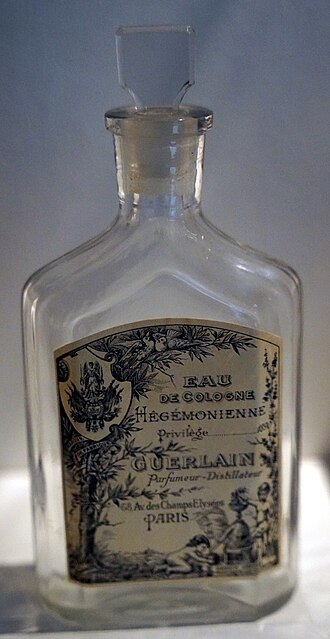 EAU
DE COLOGNE
HÉGÉMONIENNE
Privilège
GUERLAIN
Parfumeur-Distillateur
68 Av. des Champs Elysées
PARIS